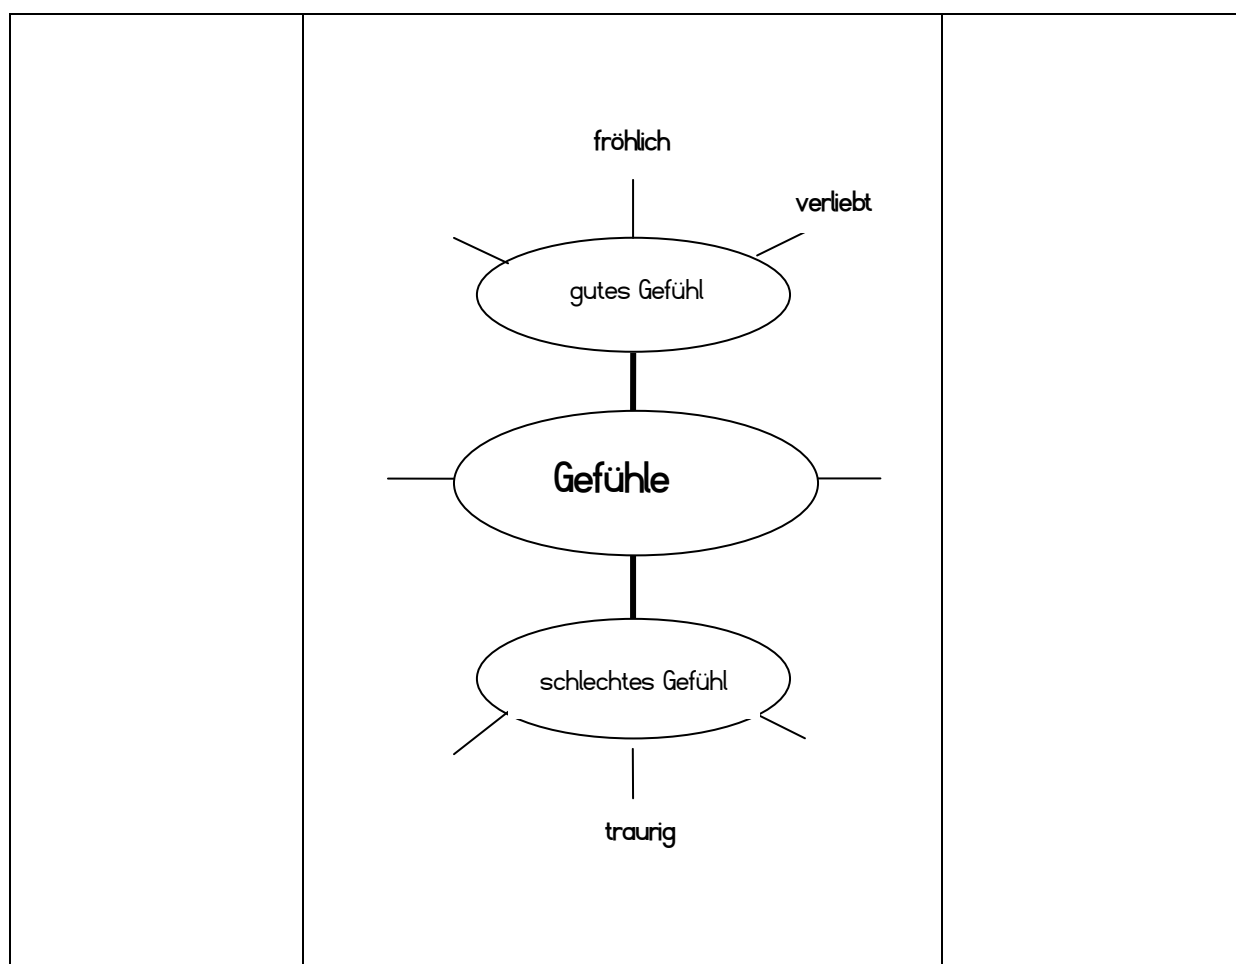 fröhlich
verliebt
gutes Gefühl
Gefühle
schlechtes Gefühl
traurig